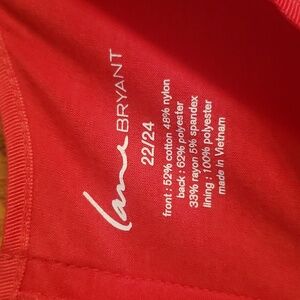 lane BRYANT
22/24
front : 52% cotton 48% nylon
back : 62% polyester
33% rayon 5% spandex
lining : 100% polyester
made in Vietnam